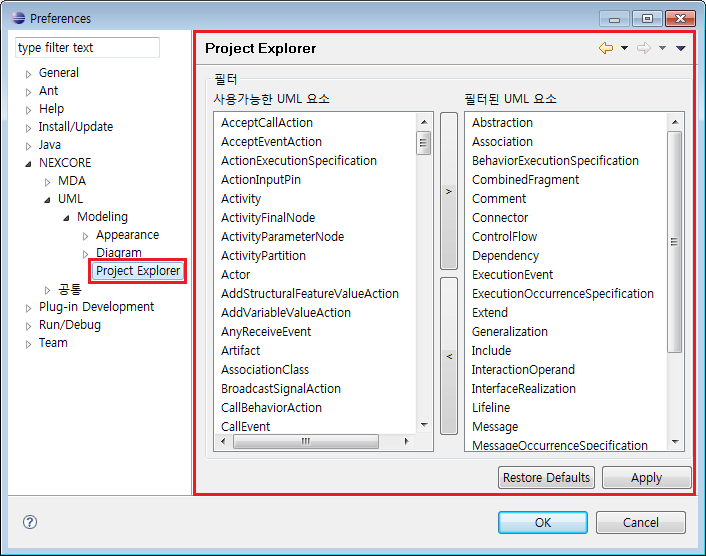 Preferences
type filter text
General
Ant
Help
Install/Update
Java
NEXCORE
MDA
UML
Modeling
Appearance
Diagram
Project Explorer
공통
Plug-in Development
Run/Debug
Team
Project Explorer
필터
사용가능한 UML 요소
AcceptCallAction
AcceptEventAction
ActionExecutionSpecification
ActionInputPin
Activity
ActivityFinalNode
ActivityParameterNode
ActivityPartition
Actor
AddStructuralFeatureValueAction
AddVariableValueAction
AnyReceiveEvent
Artifact
AssociationClass
BroadcastSignalAction
CallBehaviorAction
CallEvent
>
<
필터된 UML 요소
Abstraction
Association
BehaviorExecutionSpecification
CombinedFragment
Comment
Connector
ControlFlow
Dependency
ExecutionEvent
ExecutionOccurrenceSpecification
Extend
Generalization
Include
InteractionOperand
InterfaceRealization
Lifeline
Message
MessageOccurrenceSpecification
Restore Defaults
Apply
?
OK
Cancel